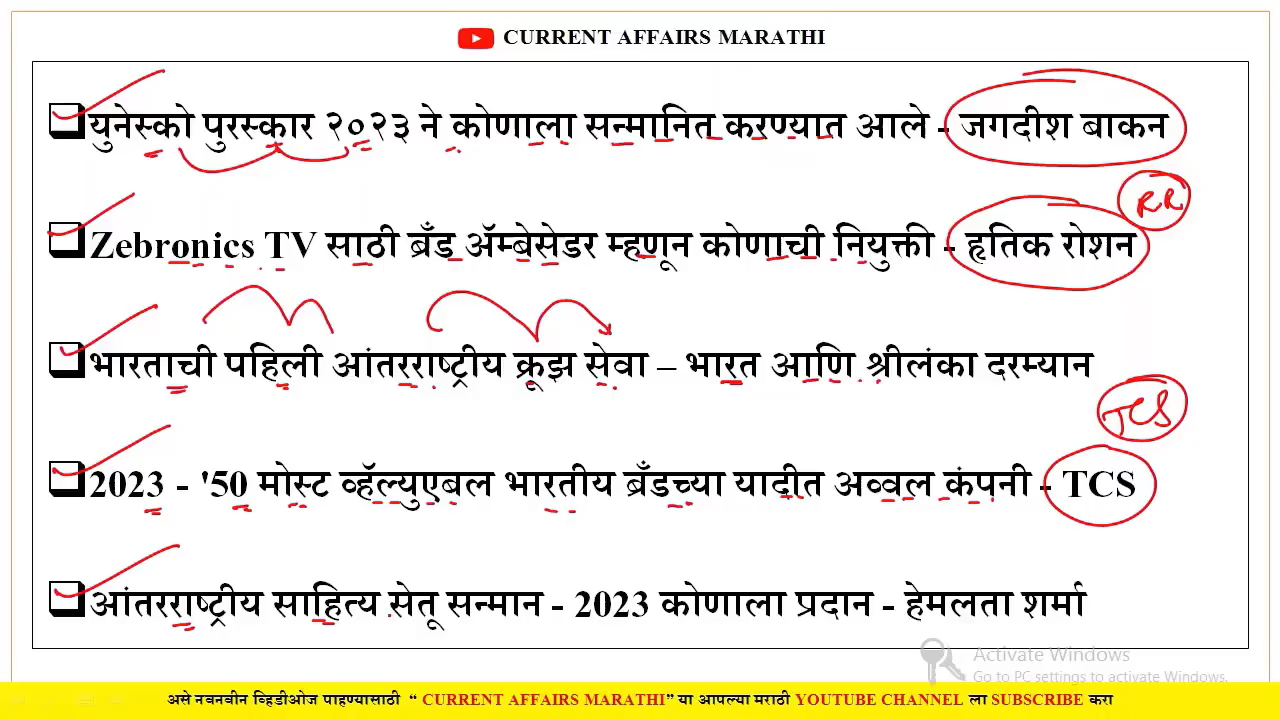 CURRENT AFFAIRS MARATHI
युनेस्को पुरस्कार २०२३ ने कोणाला सन्मानित करण्यात आले - जगदीश बाकन
RR
Zebronics TV साठी ब्रँड ॲम्बेसेडर म्हणून कोणाची नियुक्ती - हृतिक रोशन
भारताची पहिली आंतरराष्ट्रीय क्रूझ सेवा – भारत आणि श्रीलंका दरम्यान
TCS
2023 - '50 मोस्ट व्हॅल्युएबल भारतीय ब्रँडच्या यादीत अव्वल कंपनी - TCS
आंतरराष्ट्रीय साहित्य सेतू सन्मान - 2023 कोणाला प्रदान - हेमलता शर्मा
Activate Windows
Go to PC settings to activate Windows.
असे नवनवीन व्हिडीओज पाहण्यासाठी “ CURRENT AFFAIRS MARATHI” या आपल्या मराठी YOUTUBE CHANNEL ला SUBSCRIBE करा